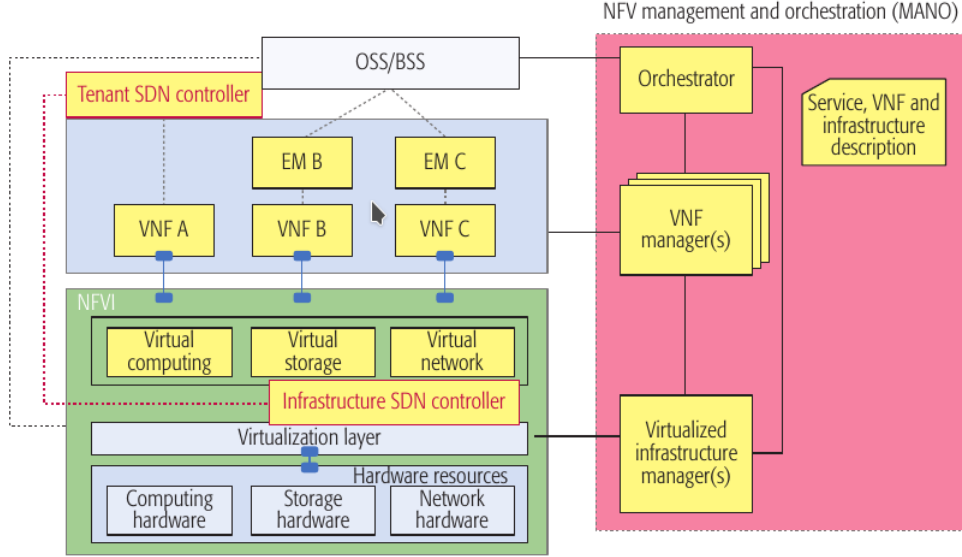 NFV management and orchestration (MANO)
OSS/BSS
Orchestrator
Tenant SDN controller
Service, VNF and
infrastructure
description
EM B
EM C
VNF A
VNF B
VNF C
VNF
manager(s)
NFVI
Virtual
computing
Virtual
storage
Virtual
network
Infrastructure SDN controller
Virtualization layer
Virtualized
infrastructure
manager(s)
Hardware resources
Computing
hardware
Storage
hardware
Network
hardware